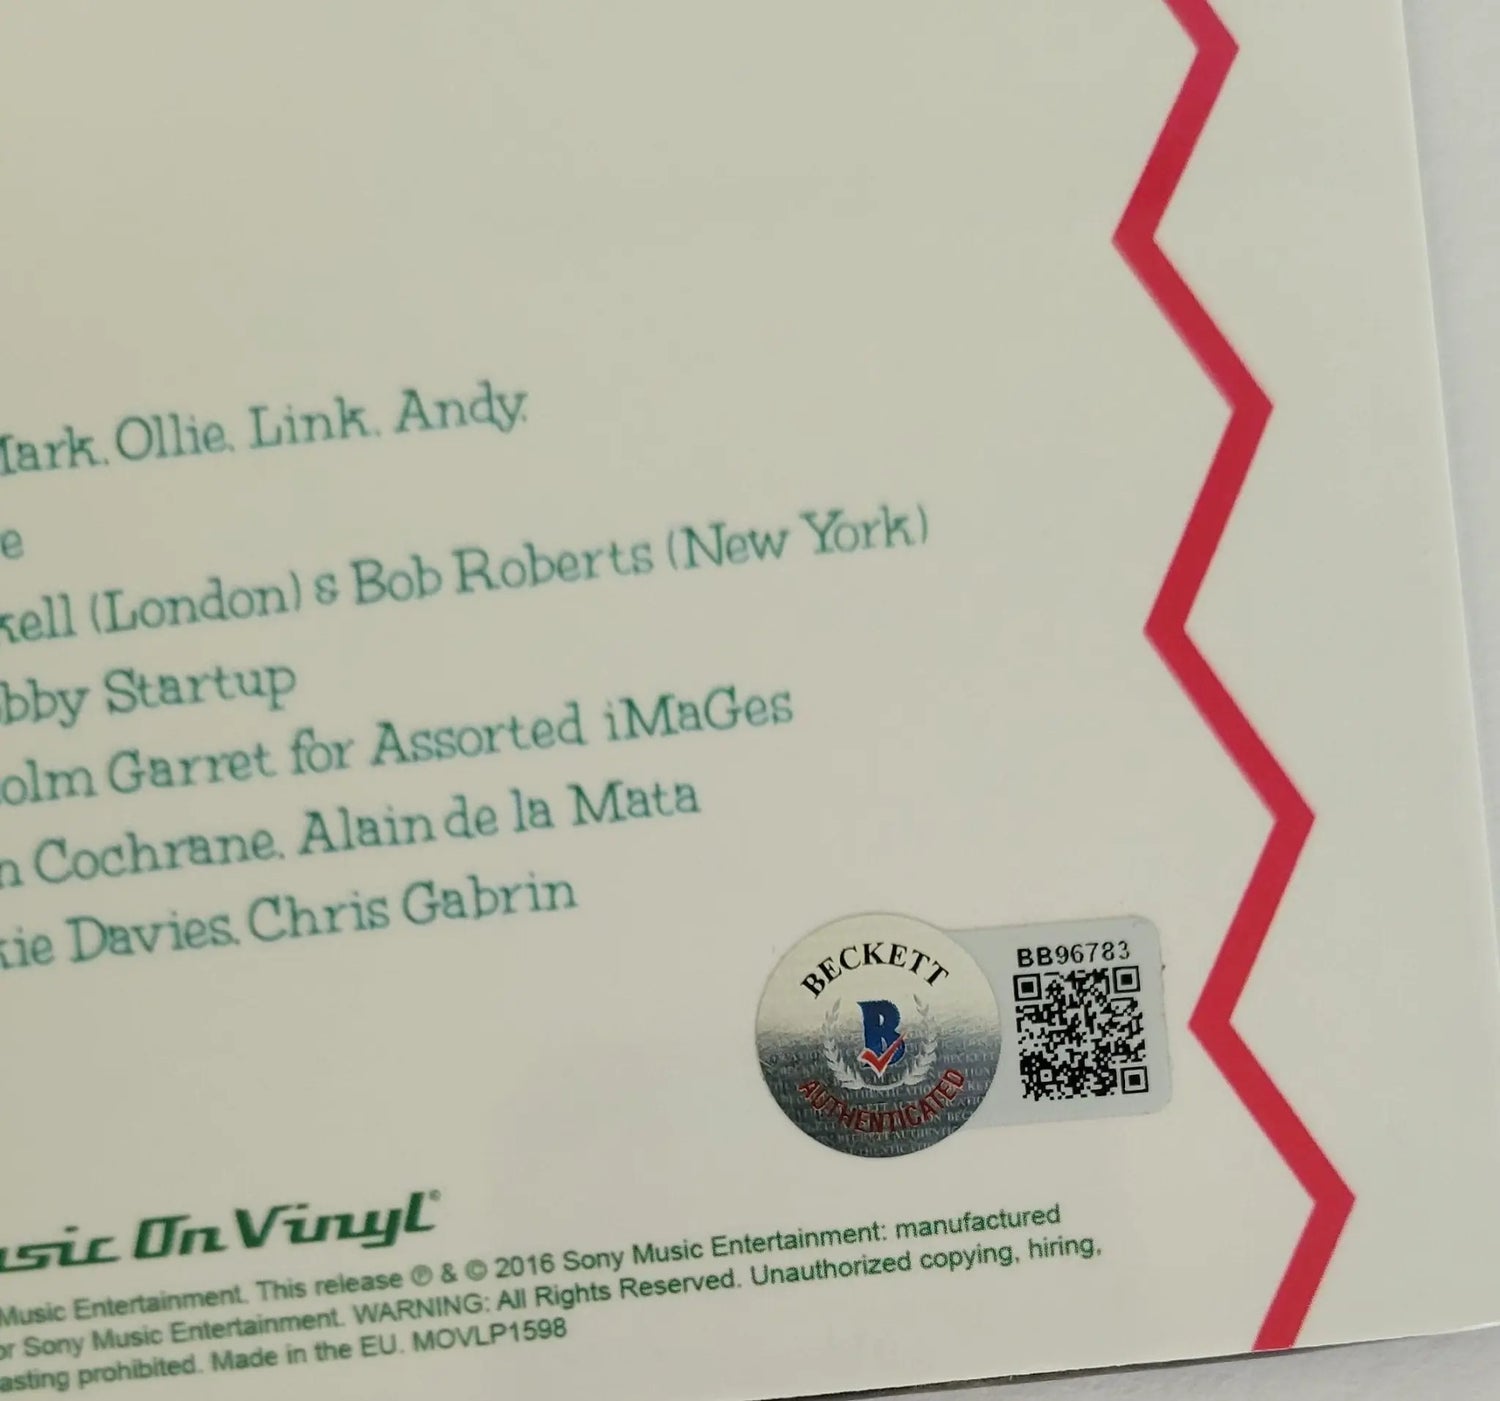 Mark. Ollie. Link. Andy.
e
kell (London) & Bob Roberts (New York)
bby Startup
olm Garret for Assorted iMaGes
n Cochrane. Alain de la Mata
kie Davies. Chris Gabrin
BECKETT
B
AUTHENTICATED
BB96783
usic On Vinyl®
Music Entertainment. This release ℗ & © 2016 Sony Music Entertainment: manufactured
or Sony Music Entertainment. WARNING: All Rights Reserved. Unauthorized copying, hiring,
asting prohibited. Made in the EU. MOVLP1598